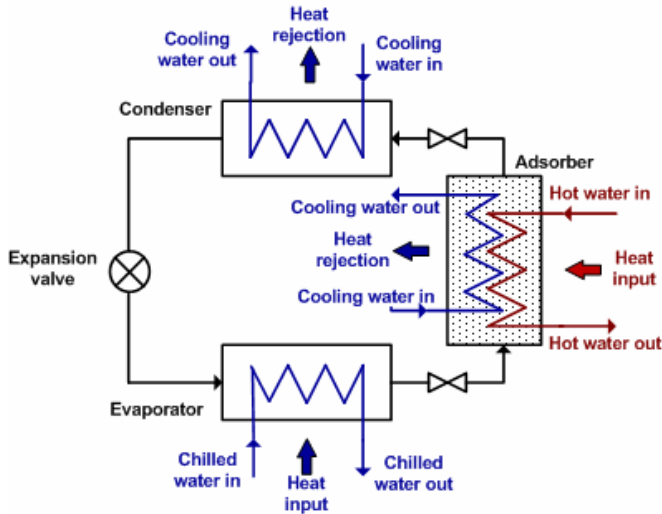 Heat
rejection
Cooling
water out
Cooling
water in
Condenser
Adsorber
Cooling water out
Hot water in
Heat
rejection
Heat
input
Expansion
valve
Cooling water in
Hot water out
Evaporator
Chilled
water in
Heat
input
Chilled
water out